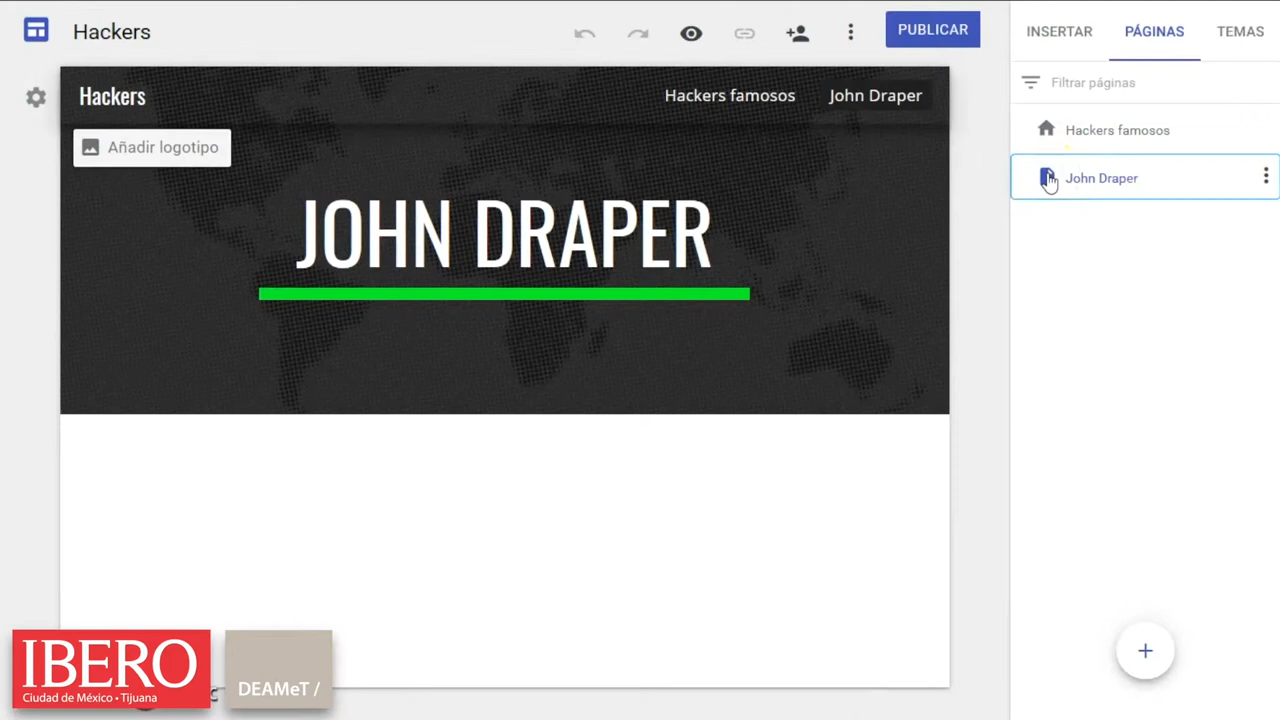 Hackers
PUBLICAR
INSERTAR
PÁGINAS
TEMAS
Hackers
Hackers famosos
John Draper
Añadir logotipo
JOHN DRAPER
Filtrar páginas
Hackers famosos
John Draper
+
IBERO
Ciudad de México • Tijuana
DEAMeT /